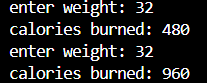 enter weight: 32
calories burned: 480
enter weight: 32
calories burned: 960